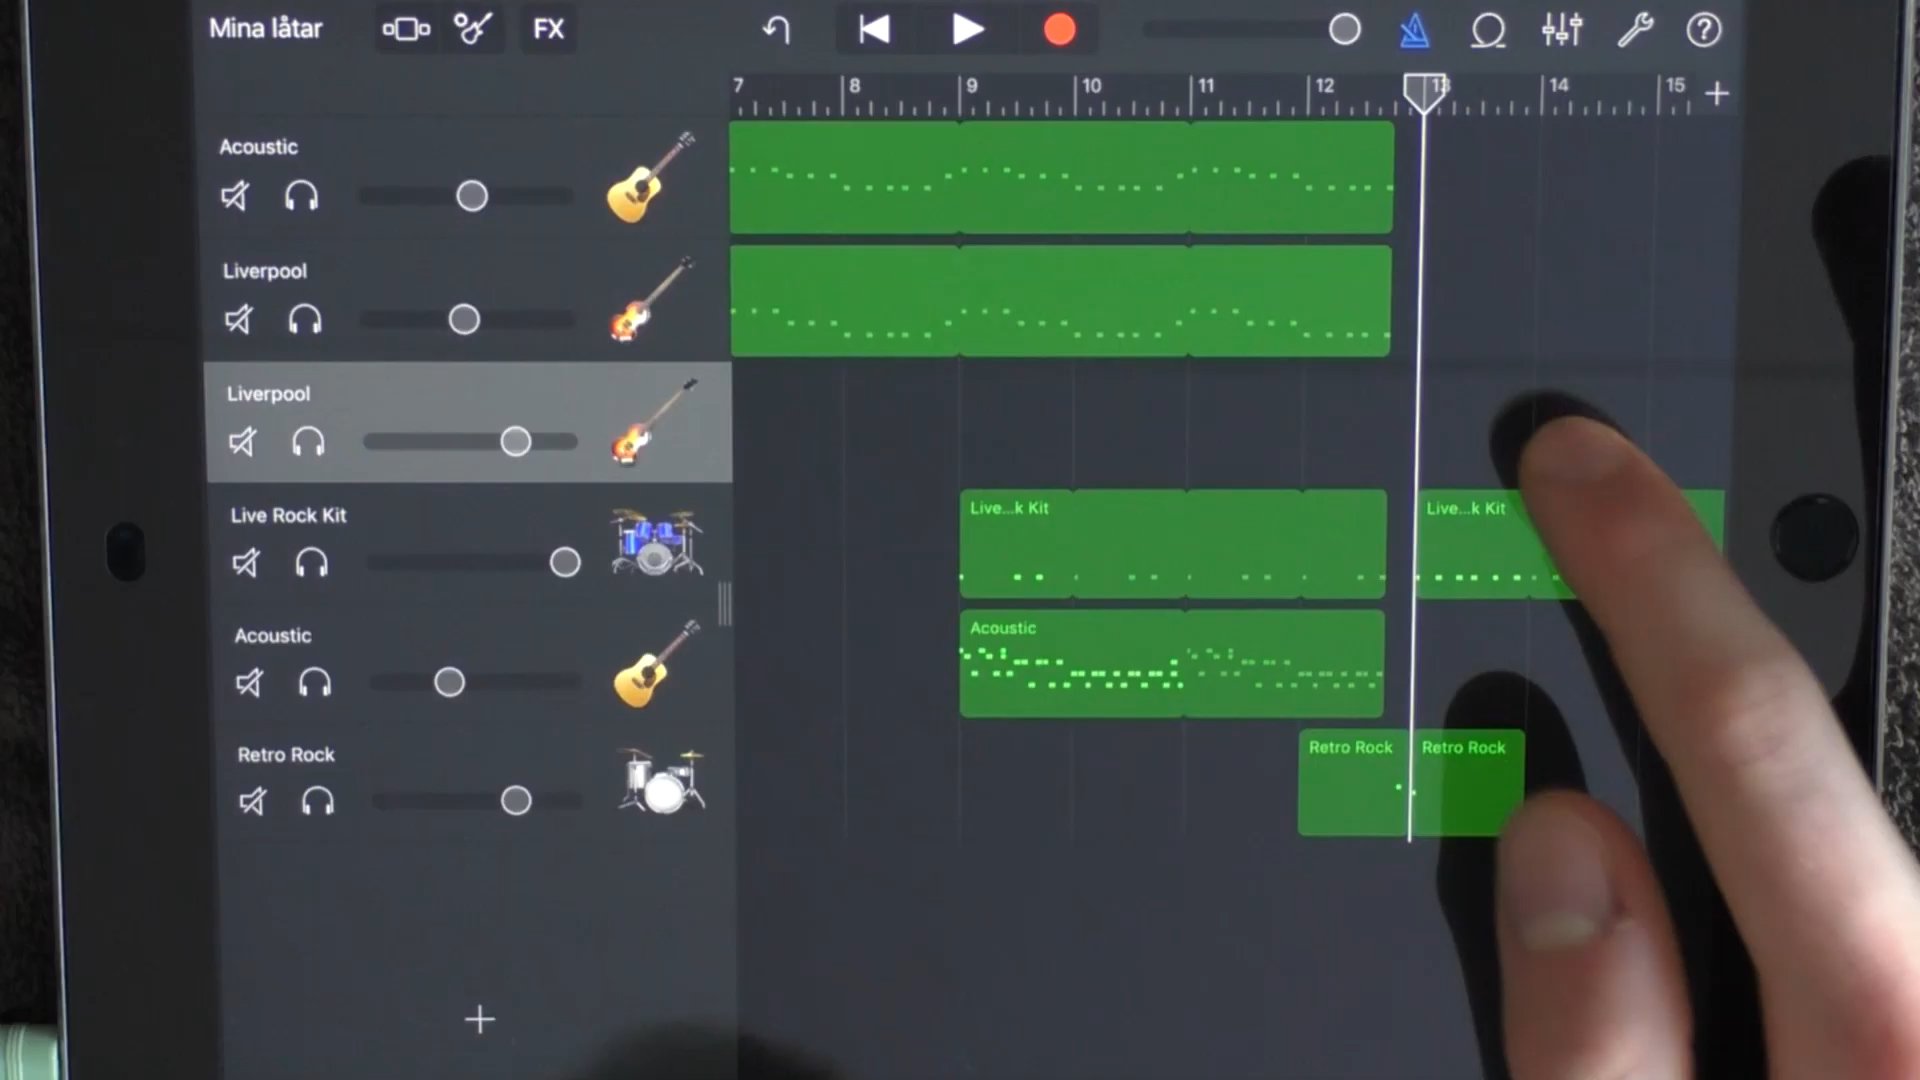 Mina låtar
FX
7 8 9 10 11 12 13 14 15
Acoustic
Liverpool
Liverpool
Live Rock Kit
Live...k Kit
Live...k Kit
Acoustic
Acoustic
Retro Rock
Retro Rock
Retro Rock